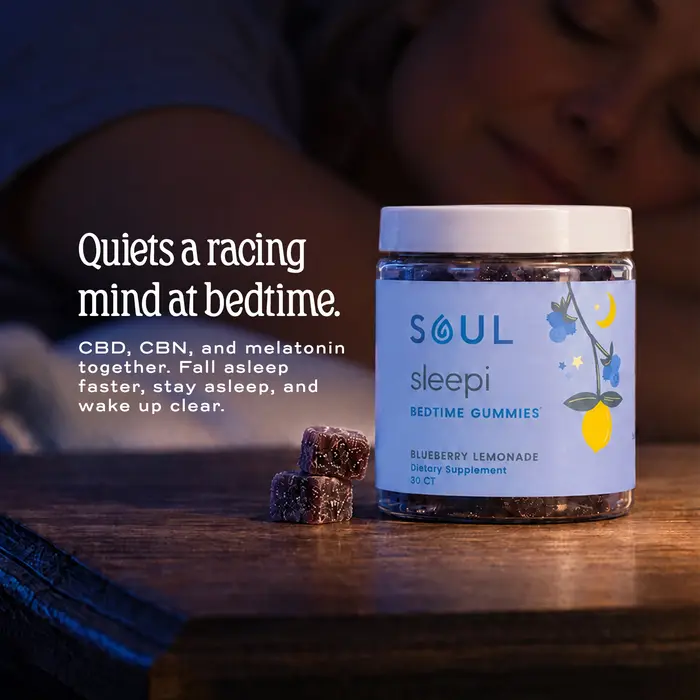 Quiets a racing
mind at bedtime.
CBD, CBN, and melatonin
together. Fall asleep
faster, stay asleep, and
wake up clear.
SOUL
sleepi
BEDTIME GUMMIES
BLUEBERRY LEMONADE
Dietary Supplement
30 CT